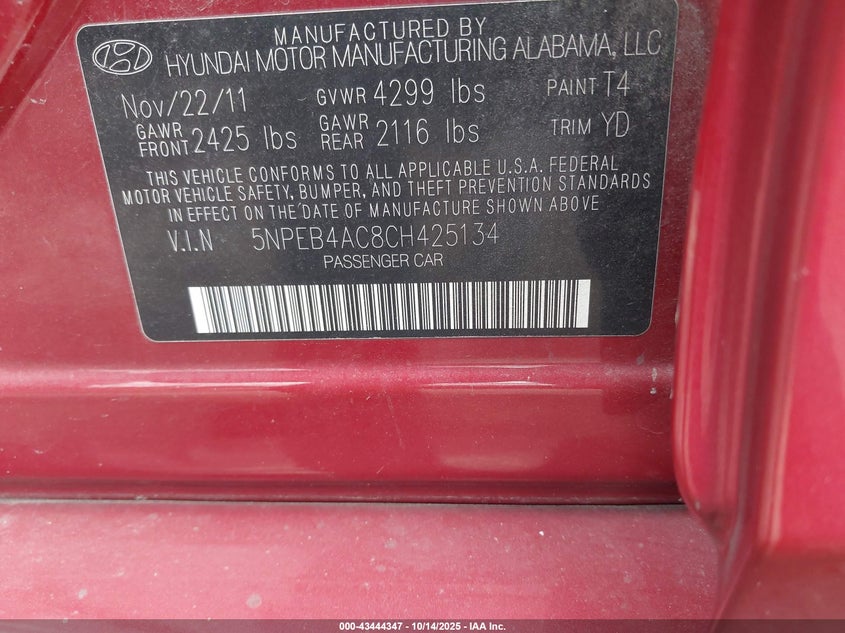 MANUFACTURED BY
HYUNDAI MOTOR MANUFACTURING ALABAMA, LLC
Nov/22/11 GVWR 4299 lbs PAINT T4
GAWR FRONT 2425 lbs GAWR REAR 2116 lbs TRIM YD
THIS VEHICLE CONFORMS TO ALL APPLICABLE U.S.A. FEDERAL
MOTOR VEHICLE SAFETY, BUMPER, AND THEFT PREVENTION STANDARDS
IN EFFECT ON THE DATE OF MANUFACTURE SHOWN ABOVE
V.I.N 5NPEB4AC8CH425134
PASSENGER CAR
000-43444347 - 10/14/2025 - IAA Inc.